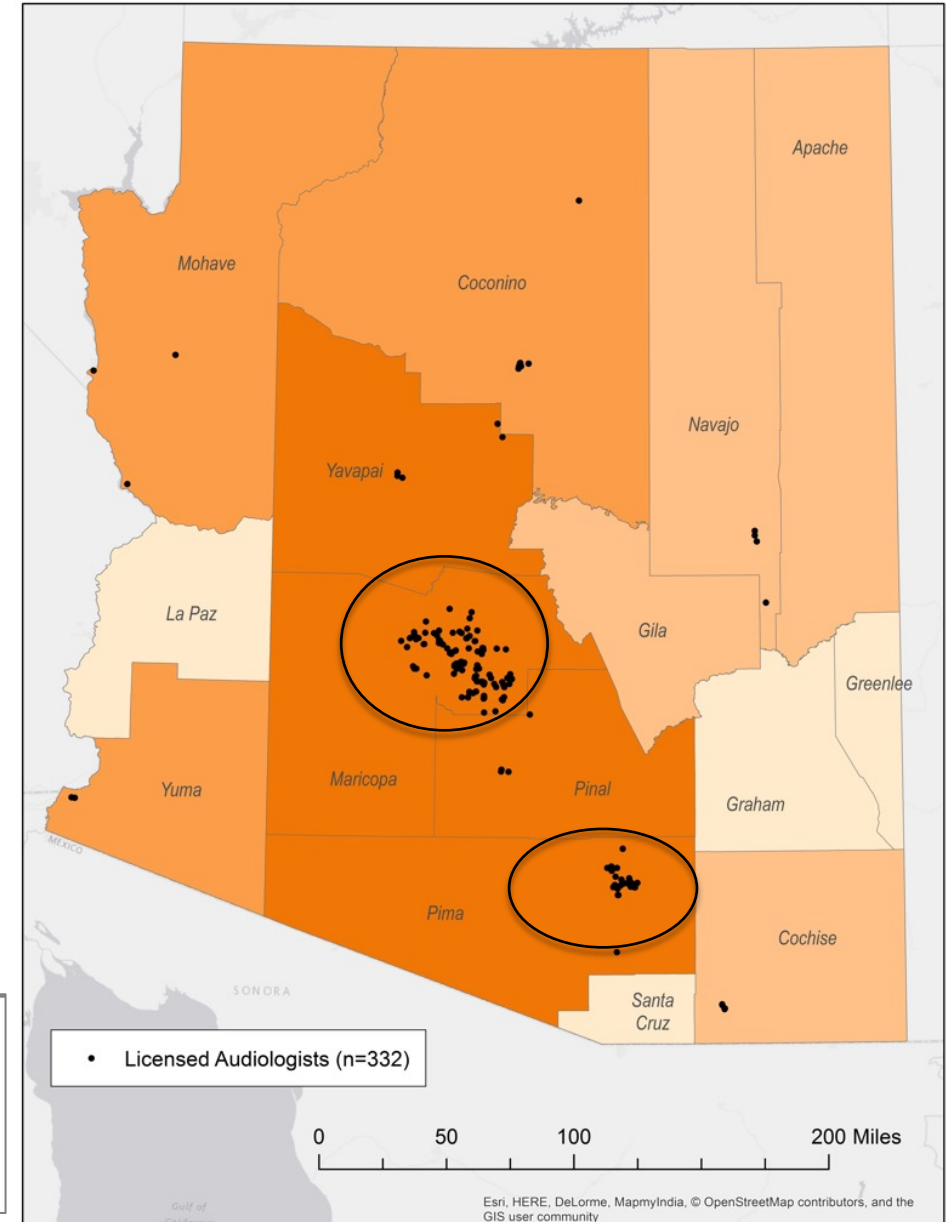 Apache
Mohave
Coconino
Navajo
Yavapai
La Paz
Gila
Greenlee
Maricopa
Yuma
Pinal
Graham
MEXICO
Pima
Cochise
SONORA
Santa
Cruz
Licensed Audiologists (n=332)
0 50 100 200 Miles
Esri, HERE, DeLorme, MapmyIndia, © OpenStreetMap contributors, and the
GIS user community
Gulf of